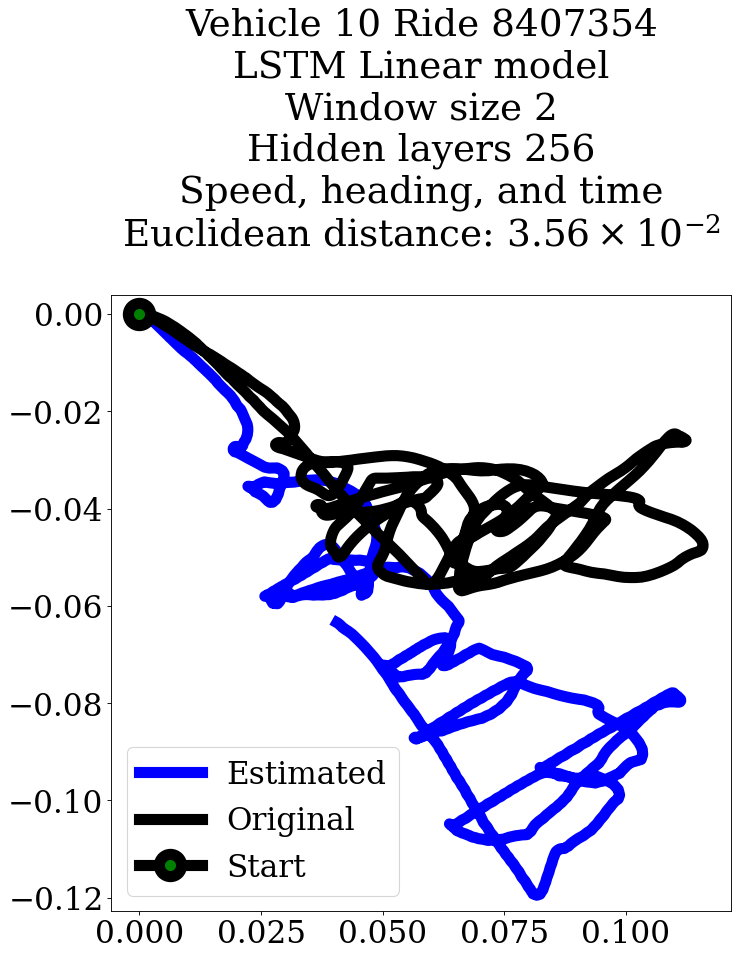 Vehicle 10 Ride 8407354
LSTM Linear model
Window size 2
Hidden layers 256
Speed, heading, and time
Euclidean distance: 3.56 × 10⁻²
0.00
−0.02
−0.04
−0.06
−0.08
−0.10
−0.12
Estimated
Original
Start
0.000 0.025 0.050 0.075 0.100